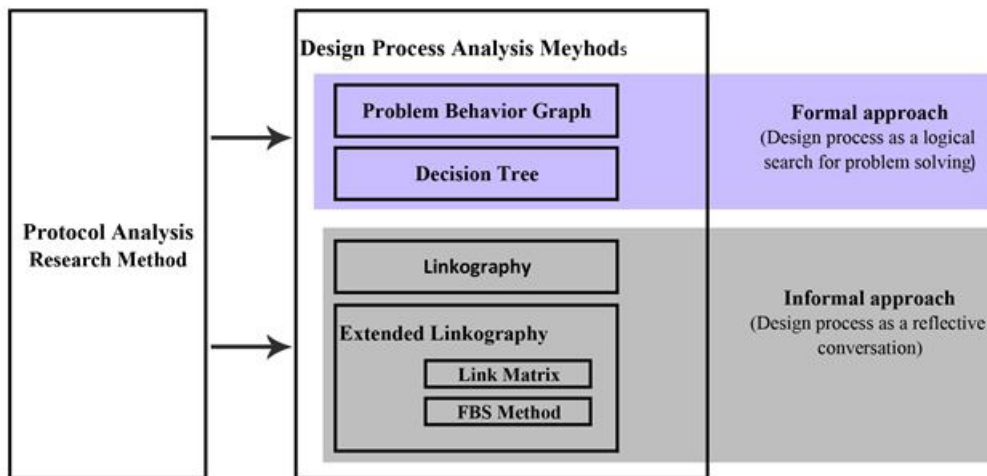 Protocol Analysis
Research Method
Design Process Analysis Meyhods
Problem Behavior Graph
Decision Tree
Formal approach
(Design process as a logical
search for problem solving)
Linkography
Extended Linkography
Link Matrix
FBS Method
Informal approach
(Design process as a reflective
conversation)